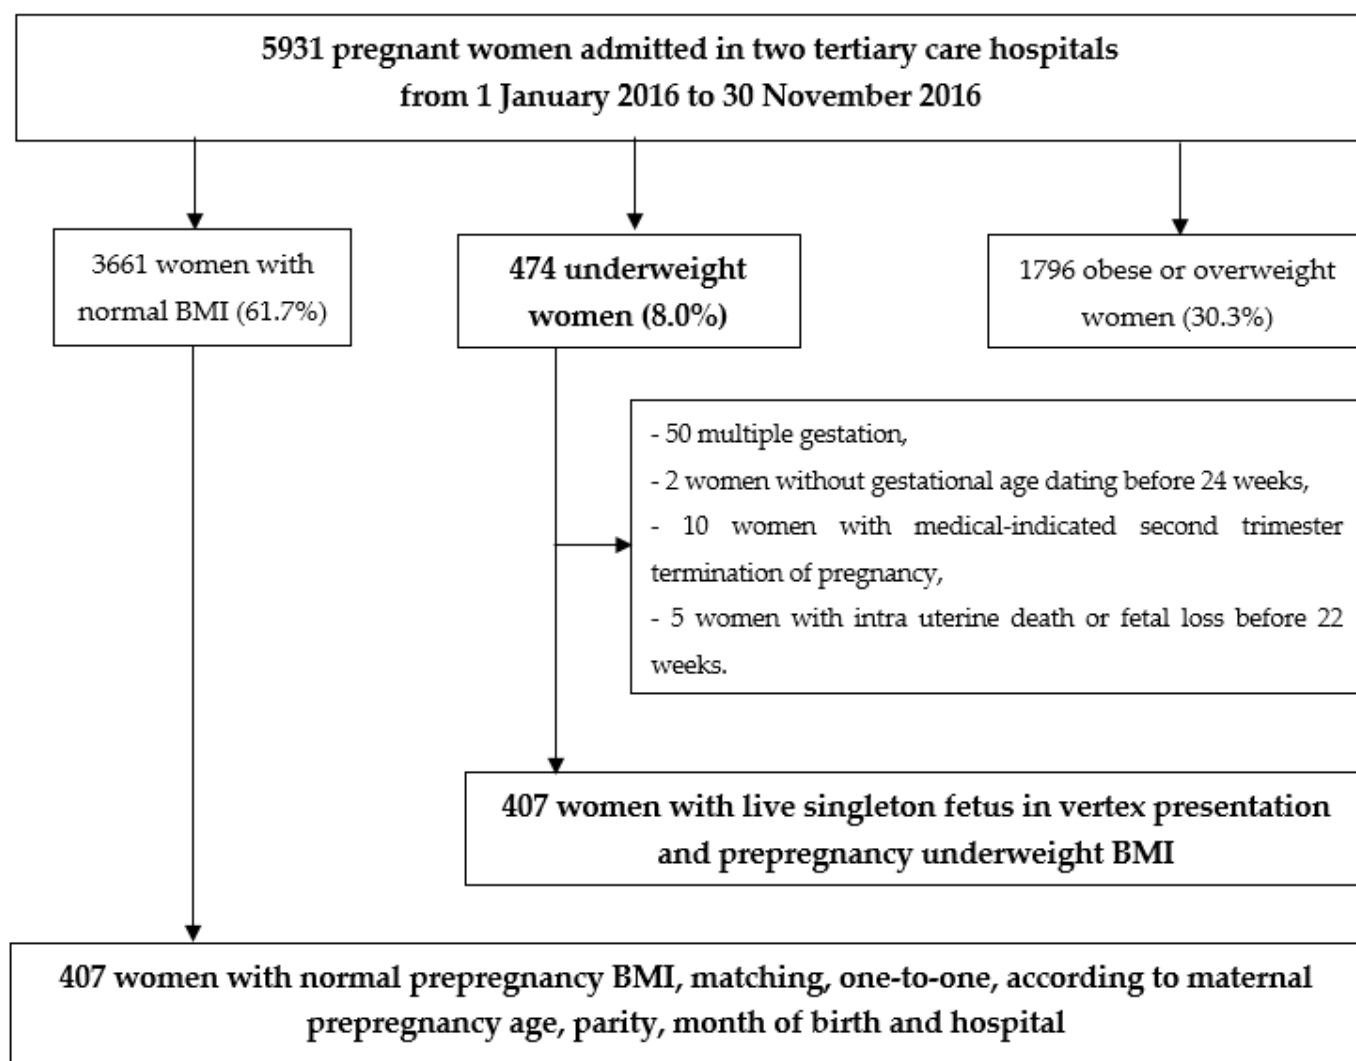 5931 pregnant women admitted in two tertiary care hospitals
from 1 January 2016 to 30 November 2016
3661 women with
normal BMI (61.7%)
474 underweight
women (8.0%)
1796 obese or overweight
women (30.3%)
- 50 multiple gestation,
- 2 women without gestational age dating before 24 weeks,
- 10 women with medical-indicated second trimester
termination of pregnancy,
- 5 women with intra uterine death or fetal loss before 22
weeks.
407 women with live singleton fetus in vertex presentation
and prepregnancy underweight BMI
407 women with normal prepregnancy BMI, matching, one-to-one, according to maternal
prepregnancy age, parity, month of birth and hospital